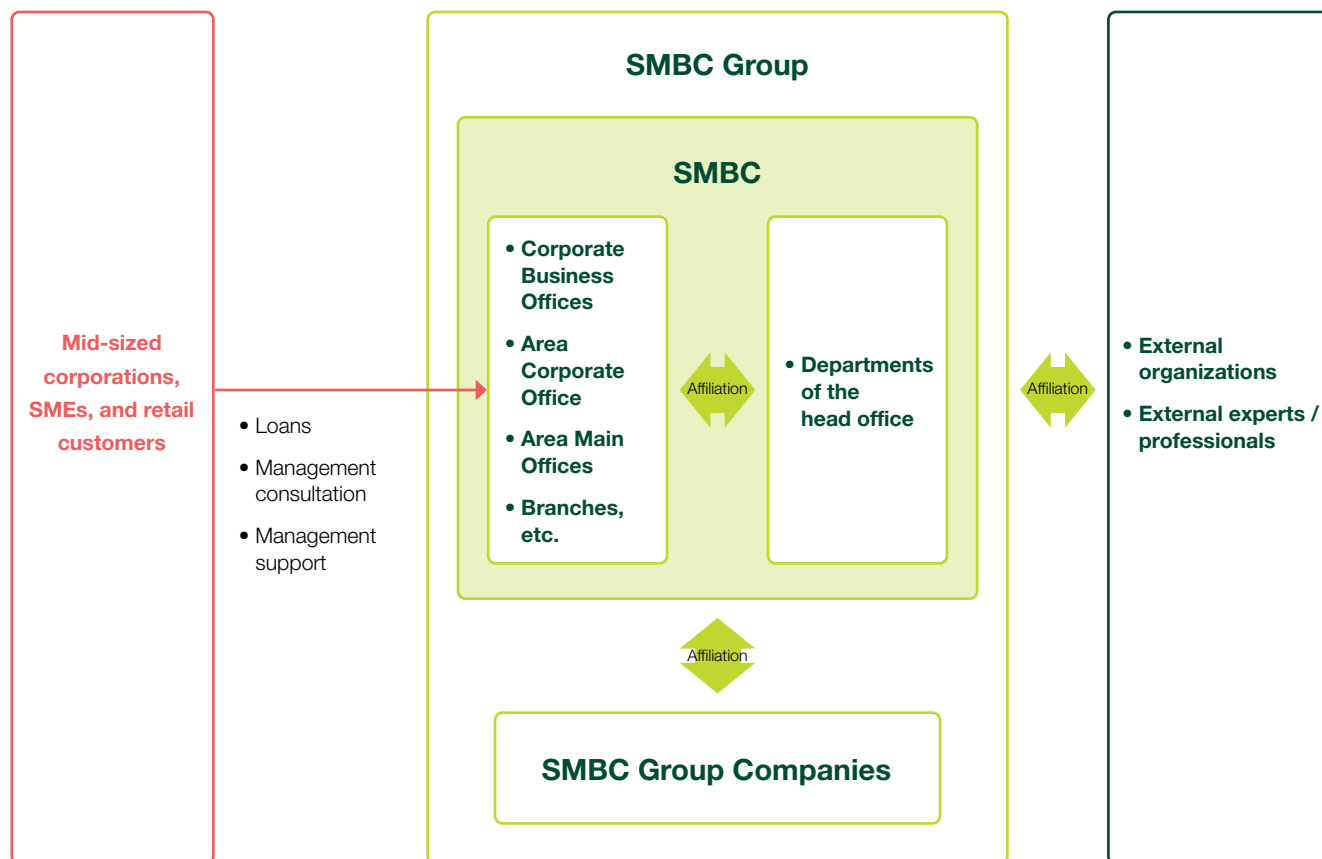 Mid-sized
corporations,
SMEs, and retail
customers
• Loans
• Management
consultation
• Management
support
SMBC Group
SMBC
• Corporate
Business
Offices
• Area
Corporate
Office
• Area Main
Offices
• Branches,
etc.
Affiliation
• Departments
of the
head office
Affiliation
SMBC Group Companies
Affiliation
• External
organizations
• External experts /
professionals